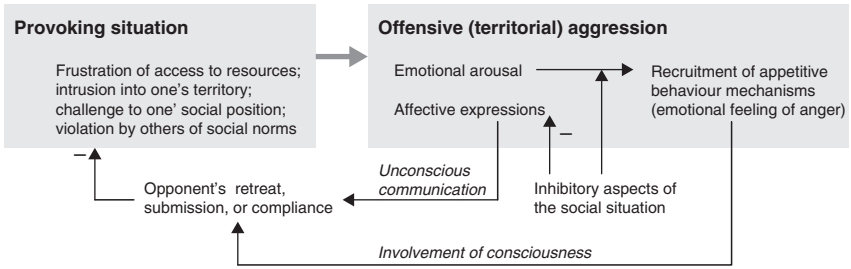 Provoking situation
Frustration of access to resources;
intrusion into one's territory;
challenge to one' social position;
violation by others of social norms
Offensive (territorial) aggression
Emotional arousal
Affective expressions
Recruitment of appetitive
behaviour mechanisms
(emotional feeling of anger)
–
–
Unconscious
communication
Opponent's retreat,
submission, or compliance
Inhibitory aspects of
the social situation
Involvement of consciousness